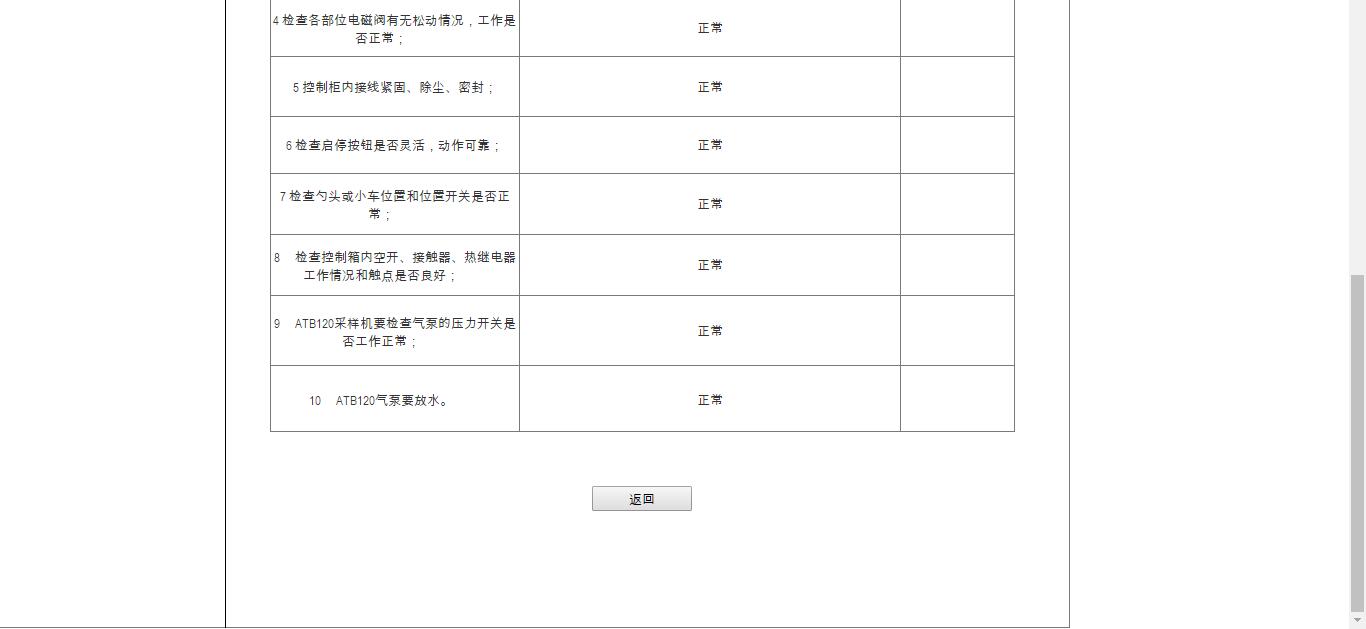 4 检查各部位电磁阀有无松动情况，工作是
否正常；
正常
5 控制柜内接线紧固、除尘、密封；
正常
6 检查启停按钮是否灵活，动作可靠；
正常
7 检查勺头或小车位置和位置开关是否正
常；
正常
8 检查控制箱内空开、接触器、热继电器
工作情况和触点是否良好；
正常
9 ATB120采样机要检查气泵的压力开关是
否工作正常；
正常
10 ATB120气泵要放水。
正常
返回